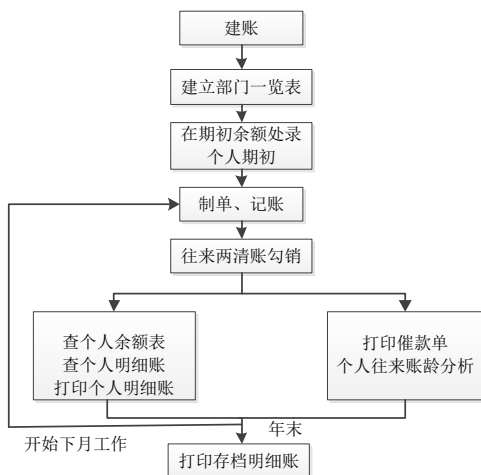 建账
建立部门一览表
在期初余额处录
个人期初
制单、记账
往来两清账勾销
查个人余额表
查个人明细账
打印个人明细账
打印催款单
个人往来账龄分析
开始下月工作
年末
打印存档明细账